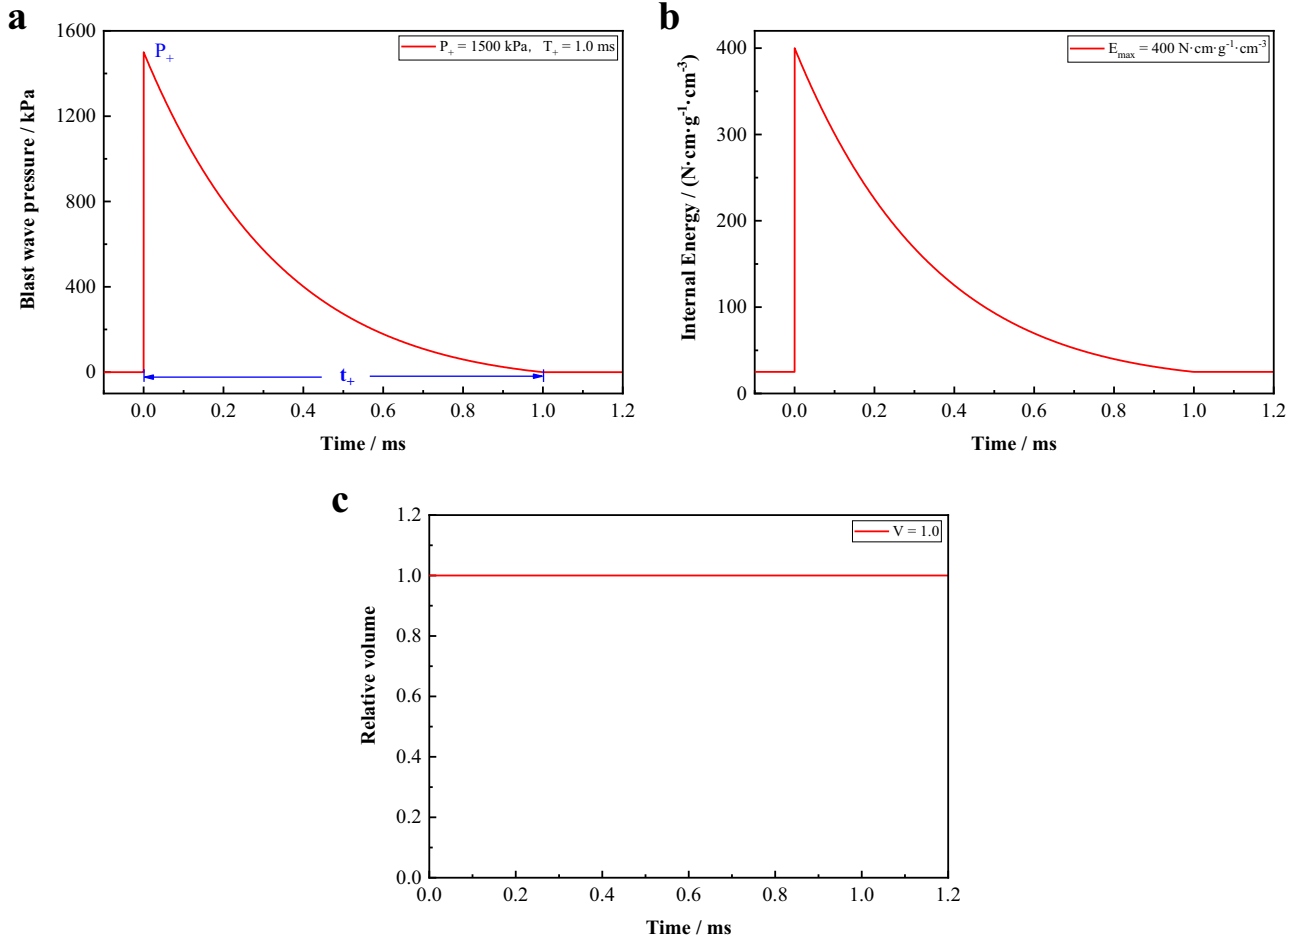 a
1600
1200
800
400
0
0.0 0.2 0.4 0.6 0.8 1.0 1.2
Blast wave pressure / kPa
Time / ms
P₊
t₊
P₊ = 1500 kPa, T₊ = 1.0 ms
b
400
300
200
100
0
0.0 0.2 0.4 0.6 0.8 1.0 1.2
Internal Energy / (N·cm·g⁻¹·cm⁻³)
Time / ms
Eₘₐₓ = 400 N·cm·g⁻¹·cm⁻³
c
1.2
1.0
0.8
0.6
0.4
0.2
0.0
0.0 0.2 0.4 0.6 0.8 1.0 1.2
Relative volume
Time / ms
V = 1.0